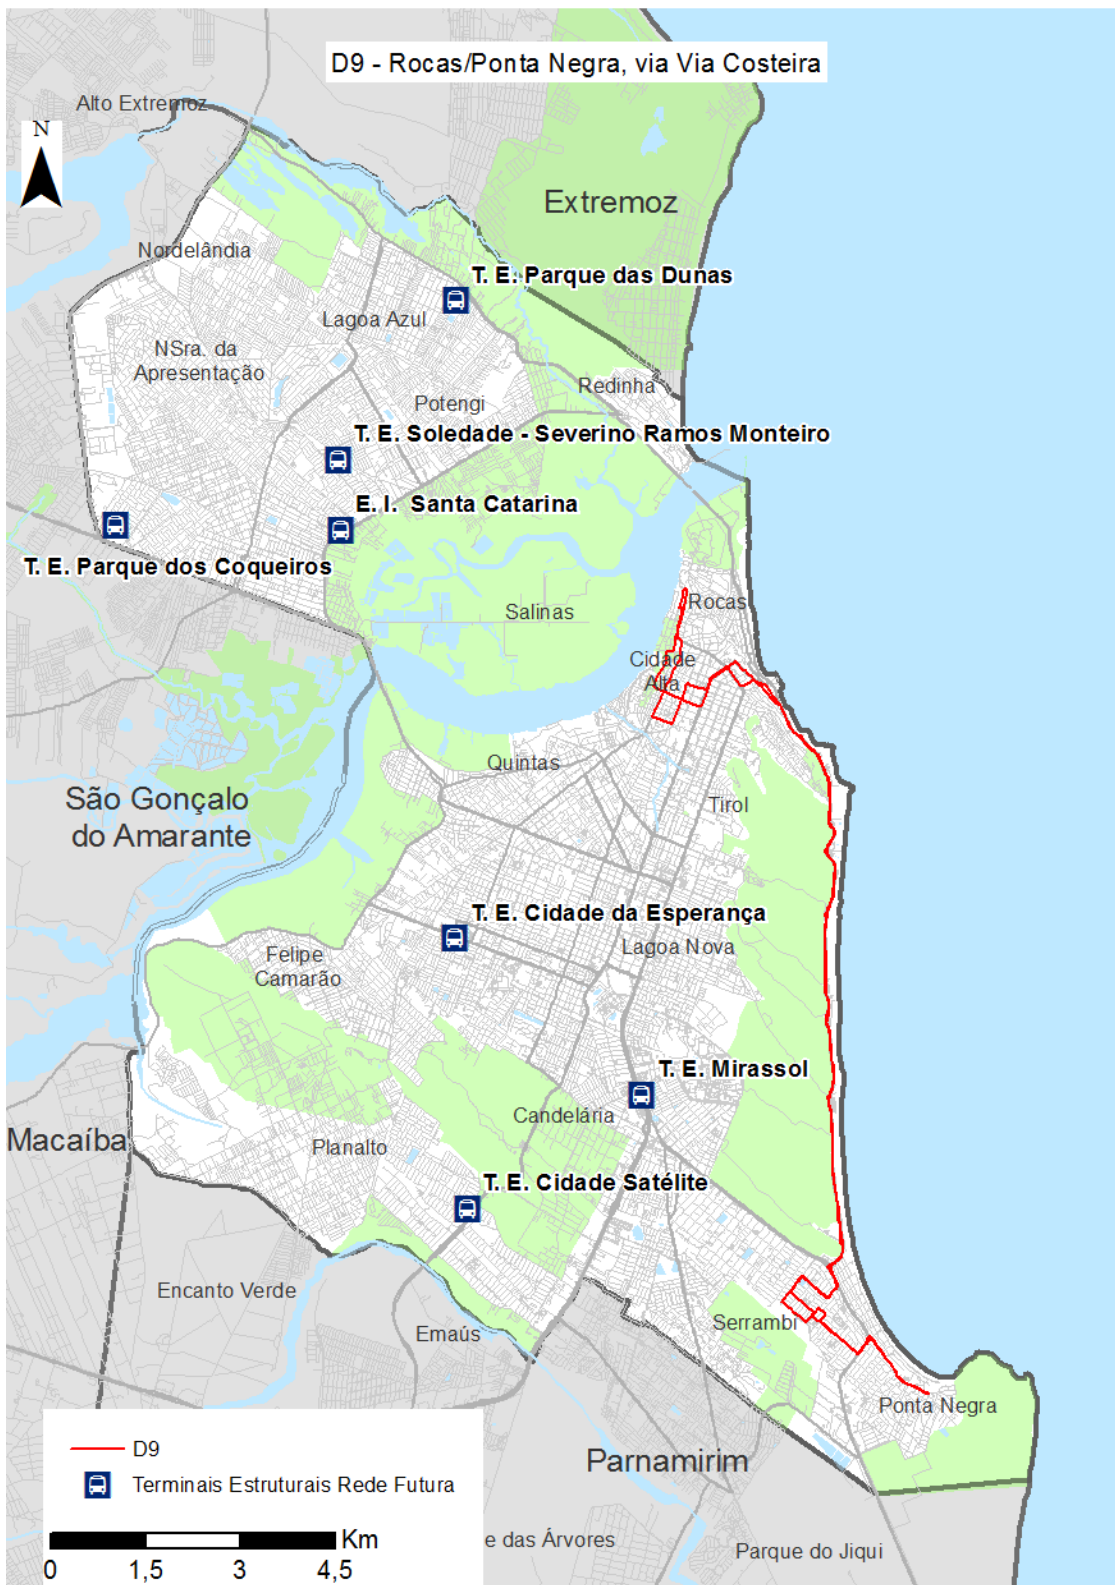 D9 - Rocas/Ponta Negra, via Via Costeira
Alto Extremoz
N
Extremoz
Nordelândia
T. E. Parque das Dunas
Lagoa Azul
NSra. da
Apresentação
Redinha
Potengi
T. E. Soledade - Severino Ramos Monteiro
E. I. Santa Catarina
T. E. Parque dos Coqueiros
Salinas
Rocas
Cidade
Alta
Quintas
São Gonçalo
do Amarante
Tirol
T. E. Cidade da Esperança
Lagoa Nova
Felipe
Camarão
T. E. Mirassol
Candelária
Macaíba
Planalto
T. E. Cidade Satélite
Encanto Verde
Emaús
Serrambi
Ponta Negra
Parnamirim
D9
Terminais Estruturais Rede Futura
Km
0 1,5 3 4,5
e das Árvores
Parque do Jiqui